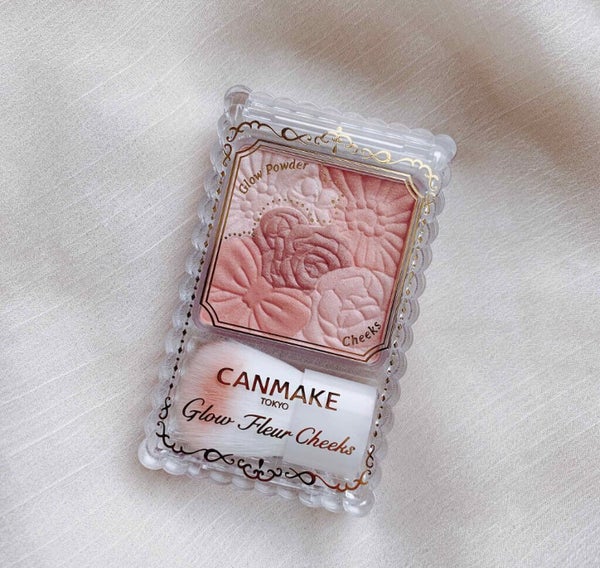 Glow Powder
Cheeks
CANMAKE
TOKYO
Glow Fleur Cheeks